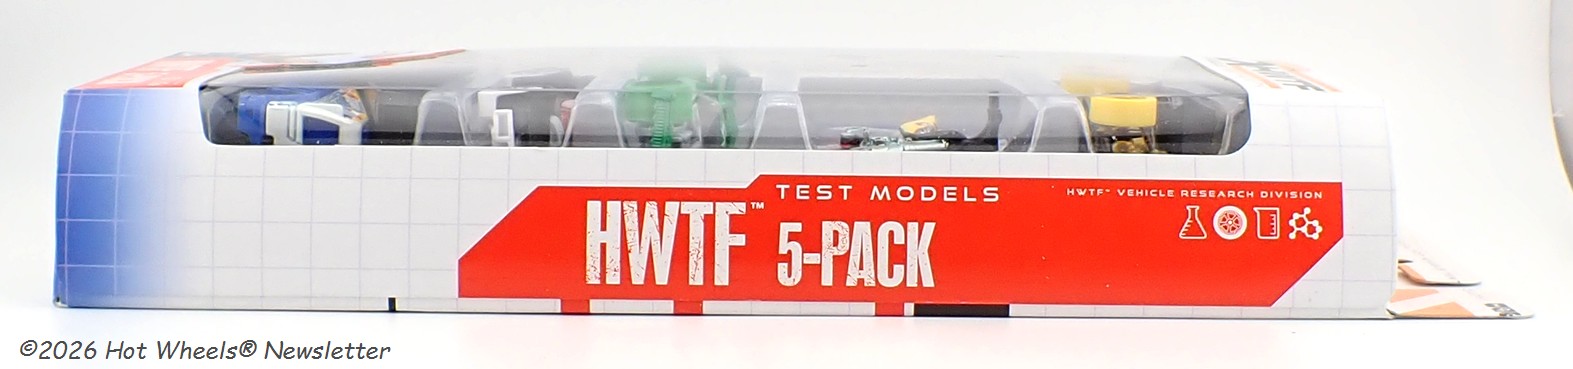 TEST MODELS
HWTF™ 5-PACK
HWTF™ VEHICLE RESEARCH DIVISION
©2026 Hot Wheels® Newsletter